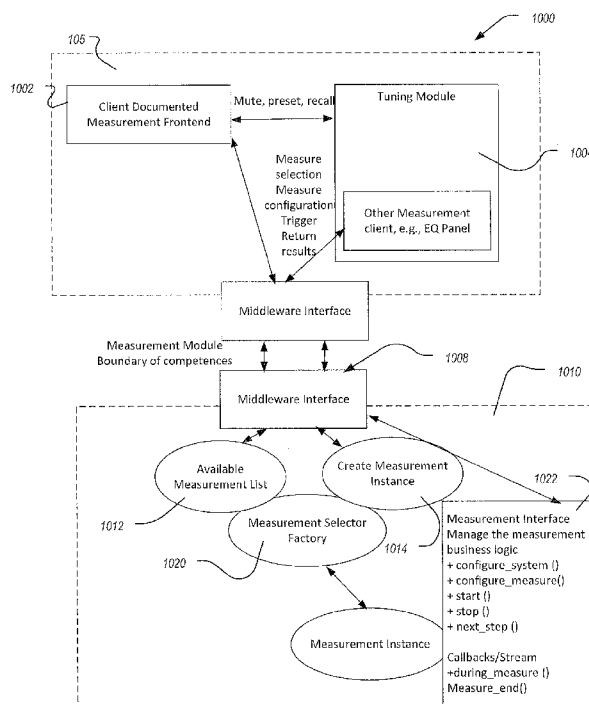 1000
105
1002
Client Documented
Measurement Frontend
Mute, preset, recall
Tuning Module
1004
Measure
selection
Measure
configuration
Trigger
Return
results
Other Measurement
client, e.g., EQ Panel
Middleware Interface
Measurement Module
Boundary of competences
1008
1010
Middleware Interface
Available
Measurement List
Create Measurement
Instance
1022
1012
Measurement Selector
Factory
1014
1020
Measurement Interface
Manage the measurement
business logic
+ configure_system ()
+ configure_measure()
+ start ()
+ stop ()
+ next_step ()
Measurement Instance
Callbacks/Stream
+during_measure ()
Measure_end()